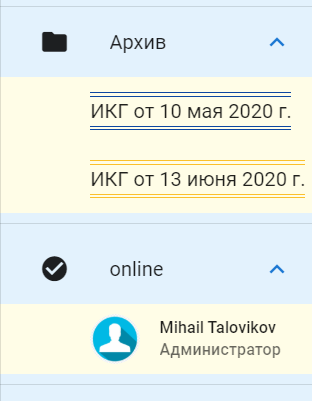 Архив
ИКГ от 10 мая 2020 г.
ИКГ от 13 июня 2020 г.
online
Mihail Talovikov
Администратор